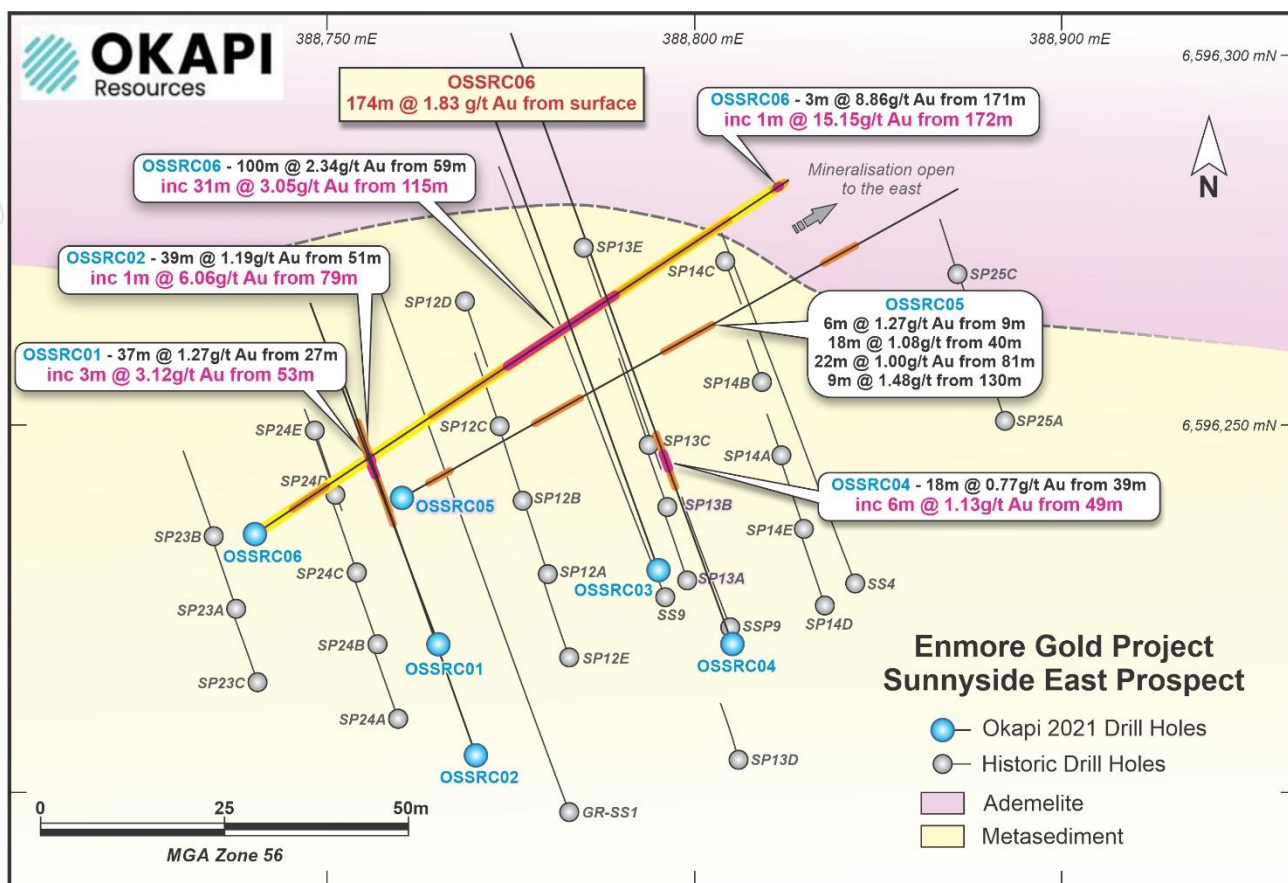 OKAPI
Resources
388,750 mE
388,800 mE
388,900 mE
6,596,300 mN
OSSRC06
174m @ 1.83 g/t Au from surface
OSSRC06 - 3m @ 8.86g/t Au from 171m
inc 1m @ 15.15g/t Au from 172m
OSSRC06 - 100m @ 2.34g/t Au from 59m
inc 31m @ 3.05g/t Au from 115m
Mineralisation open
to the east
N
OSSRC02 - 39m @ 1.19g/t Au from 51m
inc 1m @ 6.06g/t Au from 79m
SP13E
SP14C
SP25C
SP12D
OSSRC05
6m @ 1.27g/t Au from 9m
18m @ 1.08g/t from 40m
22m @ 1.00g/t Au from 81m
9m @ 1.48g/t from 130m
OSSRC01 - 37m @ 1.27g/t Au from 27m
inc 3m @ 3.12g/t Au from 53m
SP14B
SP24E
SP12C
SP13C
SP14A
SP25A
6,596,250 mN
SP24D
OSSRC05
SP12B
SP13B
OSSRC04 - 18m @ 0.77g/t Au from 39m
inc 6m @ 1.13g/t Au from 49m
SP23B
OSSRC06
SP14E
SP24C
SP12A
OSSRC03
SP13A
SS4
SP23A
SS9
SP14D
SSP9
SP24B
OSSRC01
SP12E
OSSRC04
SP23C
SP24A
OSSRC02
SP13D
GR-SS1
Enmore Gold Project
Sunnyside East Prospect
Okapi 2021 Drill Holes
Historic Drill Holes
Ademelite
Metasediment
0
25
50m
MGA Zone 56